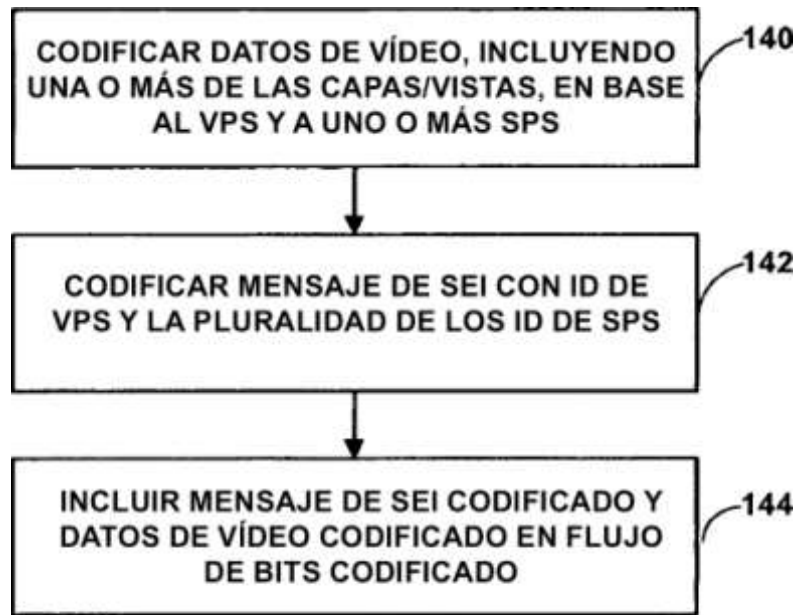 CODIFICAR DATOS DE VÍDEO, INCLUYENDO
UNA O MÁS DE LAS CAPAS/VISTAS, EN BASE
AL VPS Y A UNO O MÁS SPS
140
CODIFICAR MENSAJE DE SEI CON ID DE
VPS Y LA PLURALIDAD DE LOS ID DE SPS
142
INCLUIR MENSAJE DE SEI CODIFICADO Y
DATOS DE VÍDEO CODIFICADO EN FLUJO
DE BITS CODIFICADO
144